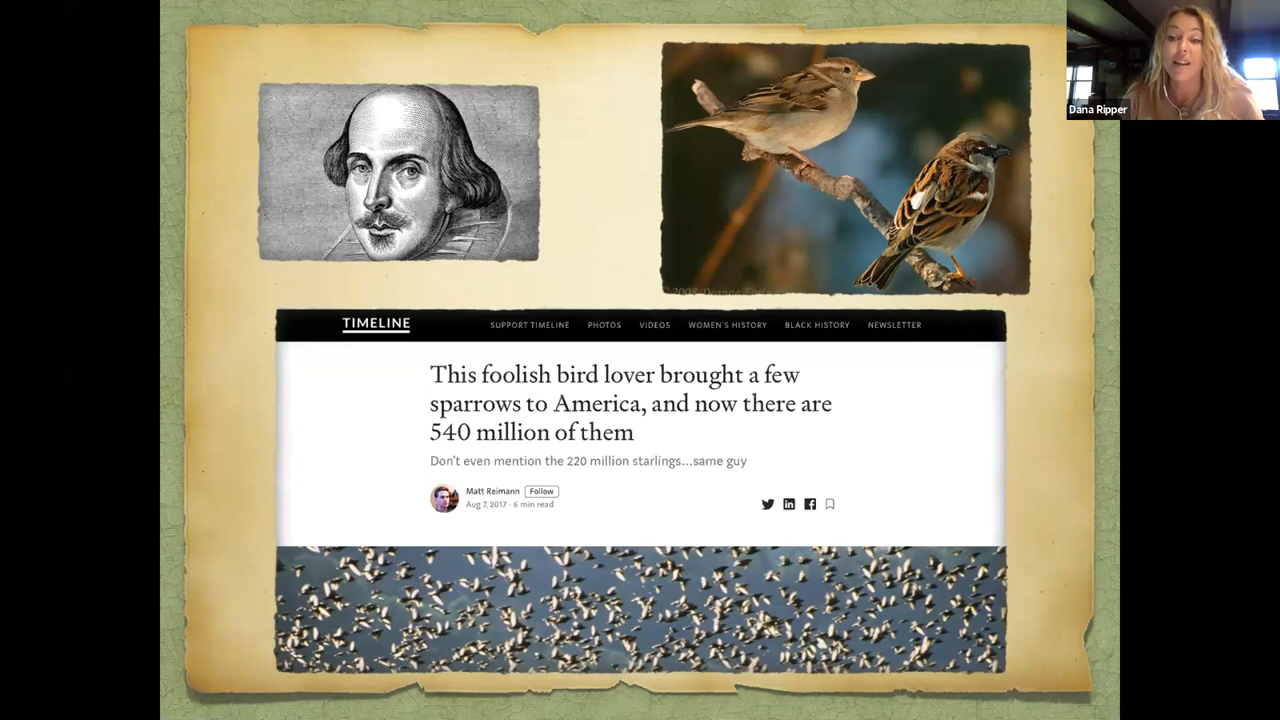 Dana Ripper
TIMELINE
SUPPORT TIMELINE PHOTOS VIDEOS WOMEN'S HISTORY BLACK HISTORY NEWSLETTER
This foolish bird lover brought a few
sparrows to America, and now there are
540 million of them
Don't even mention the 220 million starlings...same guy
Matt Reimann Follow
Aug 7, 2017 · 6 min read